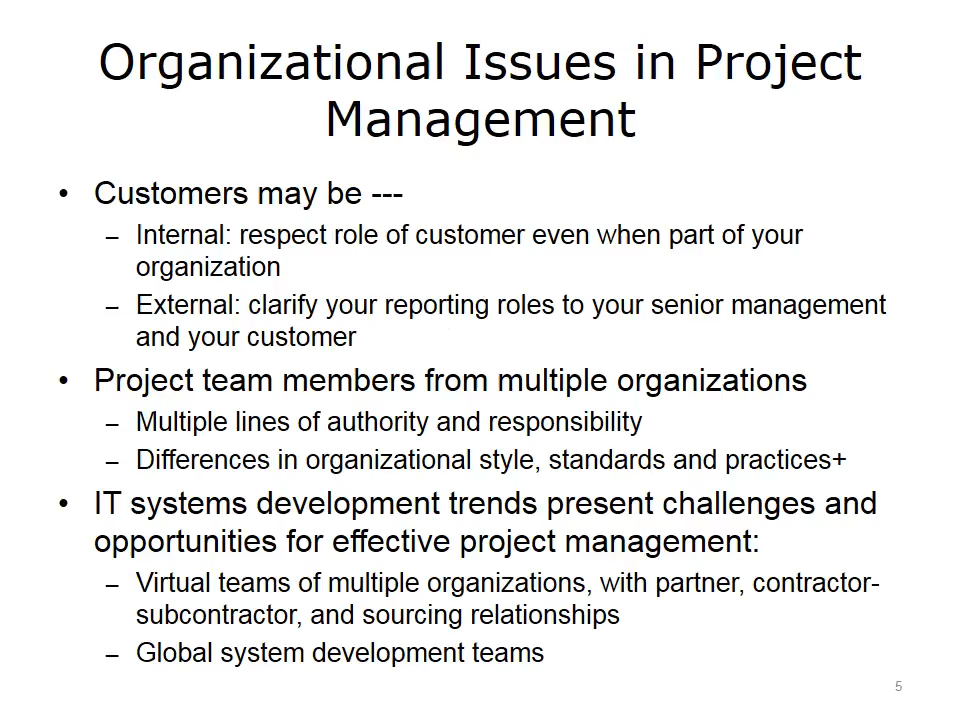 Organizational Issues in Project
Management
• Customers may be ---
– Internal: respect role of customer even when part of your
organization
– External: clarify your reporting roles to your senior management
and your customer
• Project team members from multiple organizations
– Multiple lines of authority and responsibility
– Differences in organizational style, standards and practices+
• IT systems development trends present challenges and
opportunities for effective project management:
– Virtual teams of multiple organizations, with partner, contractor-
subcontractor, and sourcing relationships
– Global system development teams
5